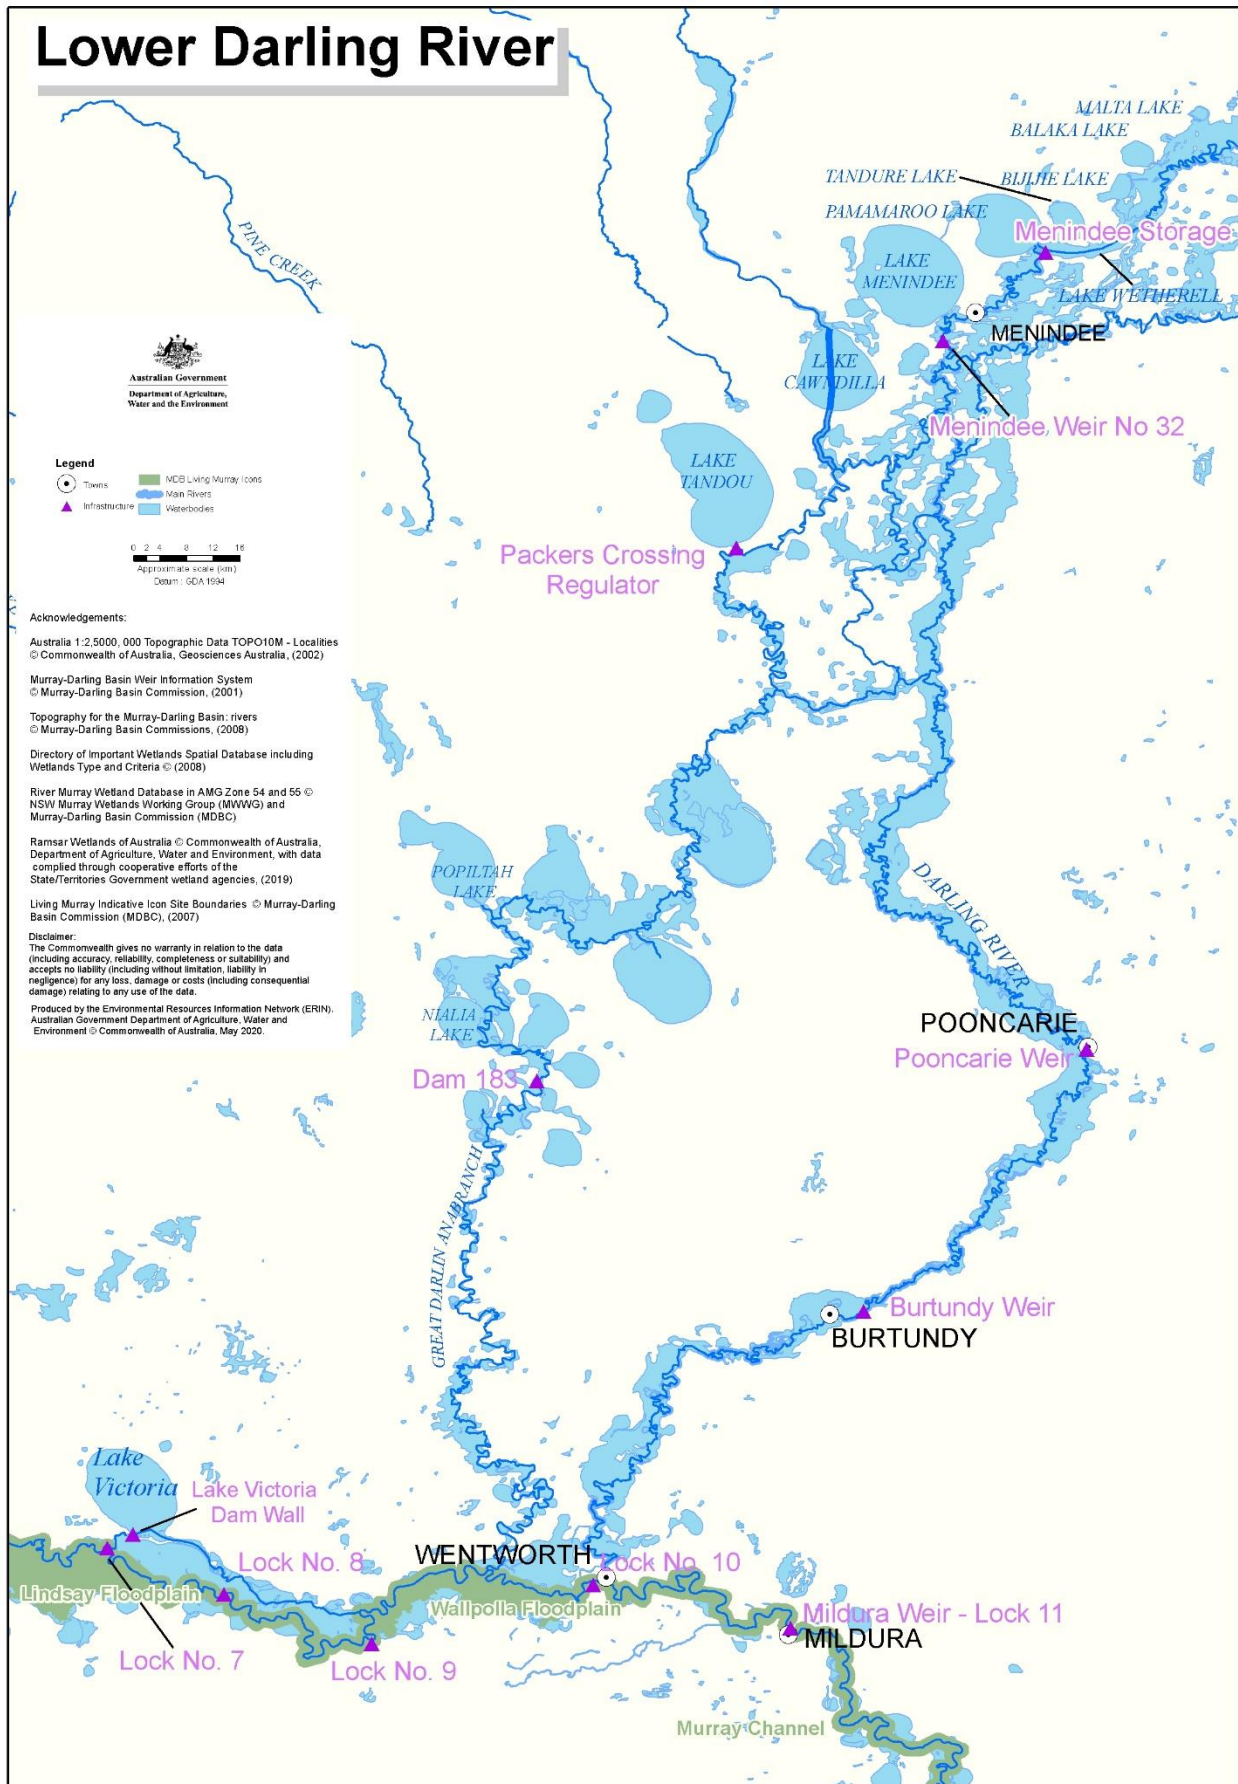 Lower Darling River
MALTA LAKE
BALAKA LAKE
TANDURE LAKE
BIJIJIE LAKE
PAMAMAROO LAKE
Menindee Storage
PINE CREEK
LAKE
MENINDEE
LAKE WETHERELL
MENINDEE
LAKE
CAWNDILLA
Menindee Weir No 32
LAKE
TANDOU
Packers Crossing
Regulator
Australian Government
Department of Agriculture,
Water and the Environment
Legend
Towns
Infrastructure
MDB Living Murray Icons
Main Rivers
Waterbodies
0 2 4 8 12 16
Approximate scale (km)
Datum : GDA 1994
Acknowledgements:
Australia 1:2,5000, 000 Topographic Data TOPO10M - Localities
© Commonwealth of Australia, Geosciences Australia, (2002)
Murray-Darling Basin Weir Information System
© Murray-Darling Basin Commission, (2001)
Topography for the Murray-Darling Basin: rivers
© Murray-Darling Basin Commissions, (2008)
Directory of Important Wetlands Spatial Database including
Wetlands Type and Criteria © (2008)
River Murray Wetland Database in AMG Zone 54 and 55 ©
NSW Murray Wetlands Working Group (MWWG) and
Murray-Darling Basin Commission (MDBC)
Ramsar Wetlands of Australia © Commonwealth of Australia,
Department of Agriculture, Water and Environment, with data
complied through cooperative efforts of the
State/Territories Government wetland agencies, (2019)
Living Murray Indicative Icon Site Boundaries © Murray-Darling
Basin Commission (MDBC), (2007)
Disclaimer:
The Commonwealth gives no warranty in relation to the data
(including accuracy, reliability, completeness or suitability) and
accepts no liability (including without limitation, liability in
negligence) for any loss, damage or costs (including consequential
damage) relating to any use of the data.
Produced by the Environmental Resources Information Network (ERIN).
Australian Government Department of Agriculture, Water and
Environment © Commonwealth of Australia, May 2020.
POPILTAH
LAKE
DARLING RIVER
NIALIA
LAKE
POONCARIE
Pooncarie Weir
Dam 183
GREAT DARLIN ANABRANCH
Burtundy Weir
BURTUNDY
Lake
Victoria
Lake Victoria
Dam Wall
WENTWORTH
Lock No. 10
Lock No. 8
Lindsay Floodplain
Wallpolla Floodplain
Mildura Weir - Lock 11
MILDURA
Lock No. 7
Lock No. 9
Murray Channel